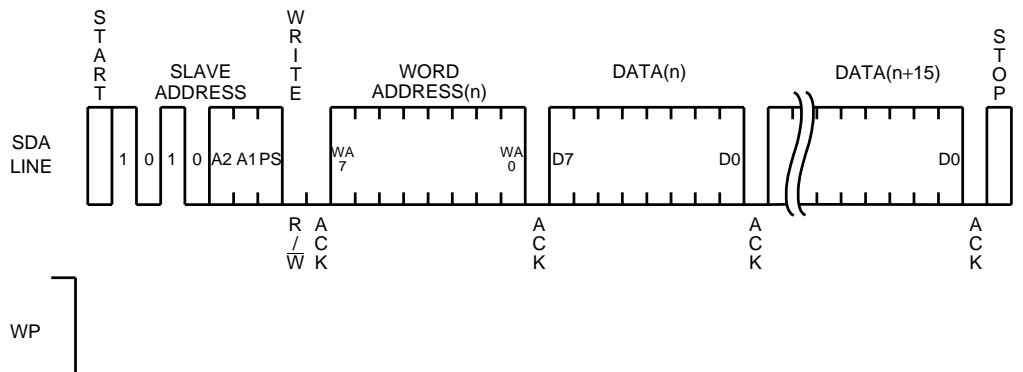 START
WRITE
STOP
SLAVE
ADDRESS
WORD
ADDRESS(n)
DATA(n)
DATA(n+15)
SDA
LINE
1 0 1 0 A2 A1 PS
WA
7
WA
0
D7
D0
D0
R
/
W
ACK
ACK
ACK
ACK
WP